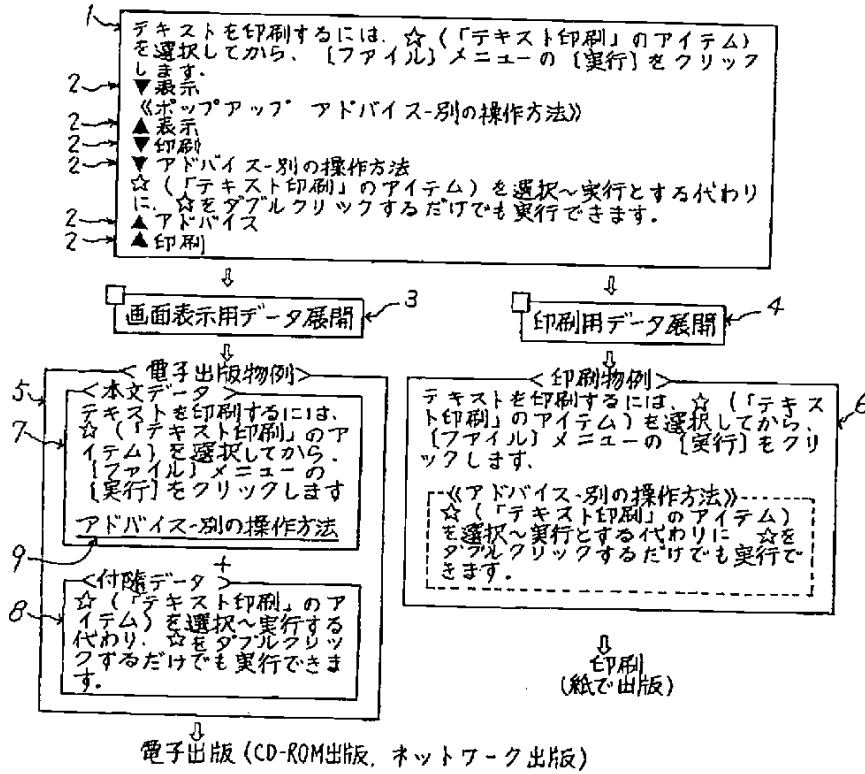 1
テキストを印刷するには、☆(「テキスト印刷」のアイテム)
を選択してから、〔ファイル〕メニューの〔実行〕をクリック
します.
2
▼表示
《ポップアップ アドバイス-別の操作方法》
2
▲表示
2
▼印刷
2
▼アドバイス-別の操作方法
☆(「テキスト印刷」のアイテム)を選択~実行とする代わり
に、☆をダブルクリックするだけでも実行できます.
2
▲アドバイス
2
▲印刷
画面表示用データ展開
3
印刷用データ展開
4
5
<電子出版物例>
7
<本文データ>
テキストを印刷するには、
☆(「テキスト印刷」のア
イテム)を選択してから、
〔ファイル〕メニューの
〔実行〕をクリックします
アドバイス-別の操作方法
9
+
8
<付随データ>
☆(「テキスト印刷」のア
イテム)を選択~実行する
代わり、☆をダブルクリッ
クするだけでも実行できま
す.
電子出版(CD-ROM出版, ネットワーク出版)
<印刷物例>
6
テキストを印刷するには、☆(「テキス
ト印刷」のアイテム)を選択してから、
〔ファイル〕メニューの〔実行〕をクリ
ックします、
《アドバイス-別の操作方法》
☆(「テキスト印刷」のアイテム)
を選択~実行とする代わりに ☆を
ダブルクリックするだけでも実行で
きます.
印刷
(紙で出版)